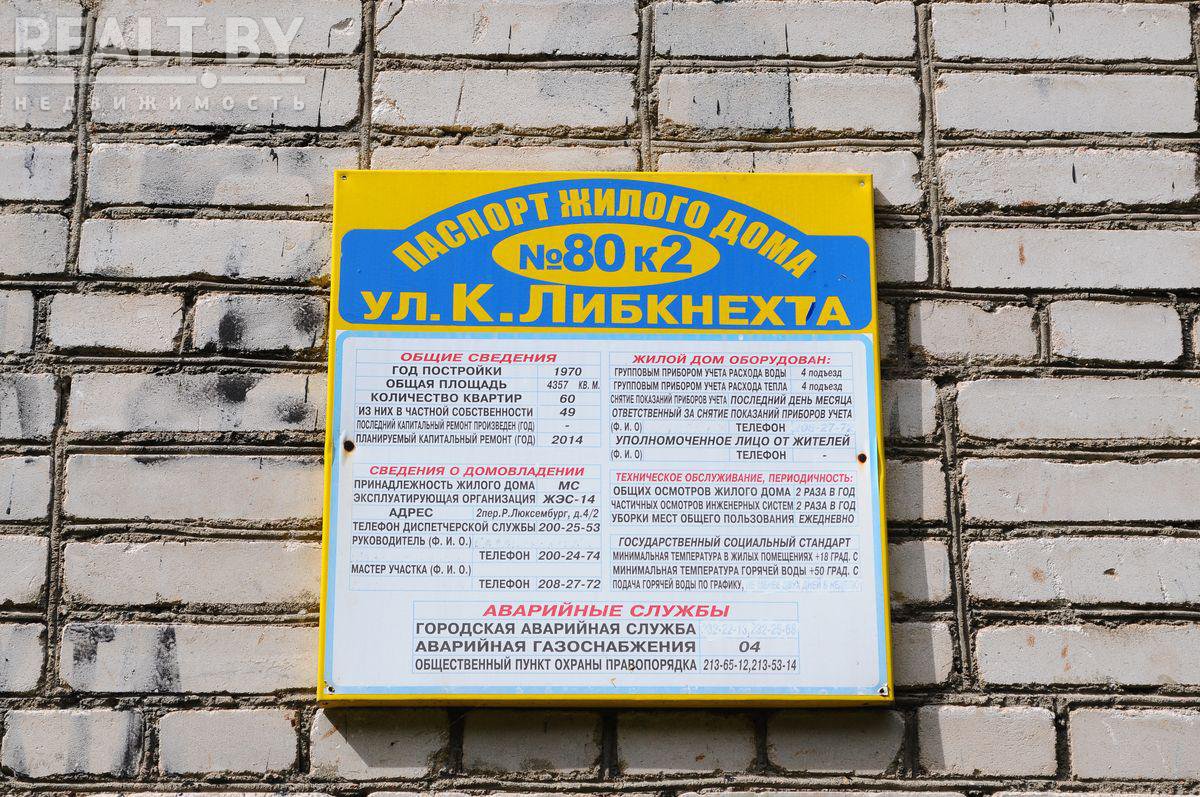 REALT.BY
НЕДВИЖИМОСТЬ
ПАСПОРТ ЖИЛОГО ДОМА
№80 к2
УЛ. К. ЛИБКНЕХТА
ОБЩИЕ СВЕДЕНИЯ
ГОД ПОСТРОЙКИ 1970
ОБЩАЯ ПЛОЩАДЬ 4357 КВ. М.
КОЛИЧЕСТВО КВАРТИР 60
ИЗ НИХ В ЧАСТНОЙ СОБСТВЕННОСТИ 49
ПОСЛЕДНИЙ КАПИТАЛЬНЫЙ РЕМОНТ ПРОИЗВЕДЕН (ГОД) -
ПЛАНИРУЕМЫЙ КАПИТАЛЬНЫЙ РЕМОНТ (ГОД) 2014
СВЕДЕНИЯ О ДОМОВЛАДЕНИИ
ПРИНАДЛЕЖНОСТЬ ЖИЛОГО ДОМА МС
ЭКСПЛУАТИРУЮЩАЯ ОРГАНИЗАЦИЯ ЖЭС-14
АДРЕС 2пер.Р.Люксембург, д.4/2
ТЕЛЕФОН ДИСПЕТЧЕРСКОЙ СЛУЖБЫ 200-25-53
РУКОВОДИТЕЛЬ (Ф. И. О.)
ТЕЛЕФОН 200-24-74
МАСТЕР УЧАСТКА (Ф. И. О.)
ТЕЛЕФОН 208-27-72
ЖИЛОЙ ДОМ ОБОРУДОВАН:
ГРУППОВЫМ ПРИБОРОМ УЧЕТА РАСХОДА ВОДЫ 4 подъезд
ГРУППОВЫМ ПРИБОРОМ УЧЕТА РАСХОДА ТЕПЛА 4 подъезд
СНЯТИЕ ПОКАЗАНИЙ ПРИБОРОВ УЧЕТА ПОСЛЕДНИЙ ДЕНЬ МЕСЯЦА
ОТВЕТСТВЕННЫЙ ЗА СНЯТИЕ ПОКАЗАНИЙ ПРИБОРОВ УЧЕТА
(Ф. И. О) ТЕЛЕФОН
УПОЛНОМОЧЕННОЕ ЛИЦО ОТ ЖИТЕЛЕЙ
(Ф. И. О) ТЕЛЕФОН -
ТЕХНИЧЕСКОЕ ОБСЛУЖИВАНИЕ, ПЕРИОДИЧНОСТЬ:
ОБЩИХ ОСМОТРОВ ЖИЛОГО ДОМА 2 РАЗА В ГОД
ЧАСТИЧНЫХ ОСМОТРОВ ИНЖЕНЕРНЫХ СИСТЕМ 2 РАЗА В ГОД
УБОРКИ МЕСТ ОБЩЕГО ПОЛЬЗОВАНИЯ ЕЖЕДНЕВНО
ГОСУДАРСТВЕННЫЙ СОЦИАЛЬНЫЙ СТАНДАРТ
МИНИМАЛЬНАЯ ТЕМПЕРАТУРА В ЖИЛЫХ ПОМЕЩЕНИЯХ +18 ГРАД. С
МИНИМАЛЬНАЯ ТЕМПЕРАТУРА ГОРЯЧЕЙ ВОДЫ +50 ГРАД. С
ПОДАЧА ГОРЯЧЕЙ ВОДЫ ПО ГРАФИКУ,
АВАРИЙНЫЕ СЛУЖБЫ
ГОРОДСКАЯ АВАРИЙНАЯ СЛУЖБА
АВАРИЙНАЯ ГАЗОСНАБЖЕНИЯ 04
ОБЩЕСТВЕННЫЙ ПУНКТ ОХРАНЫ ПРАВОПОРЯДКА 213-65-12,213-53-14